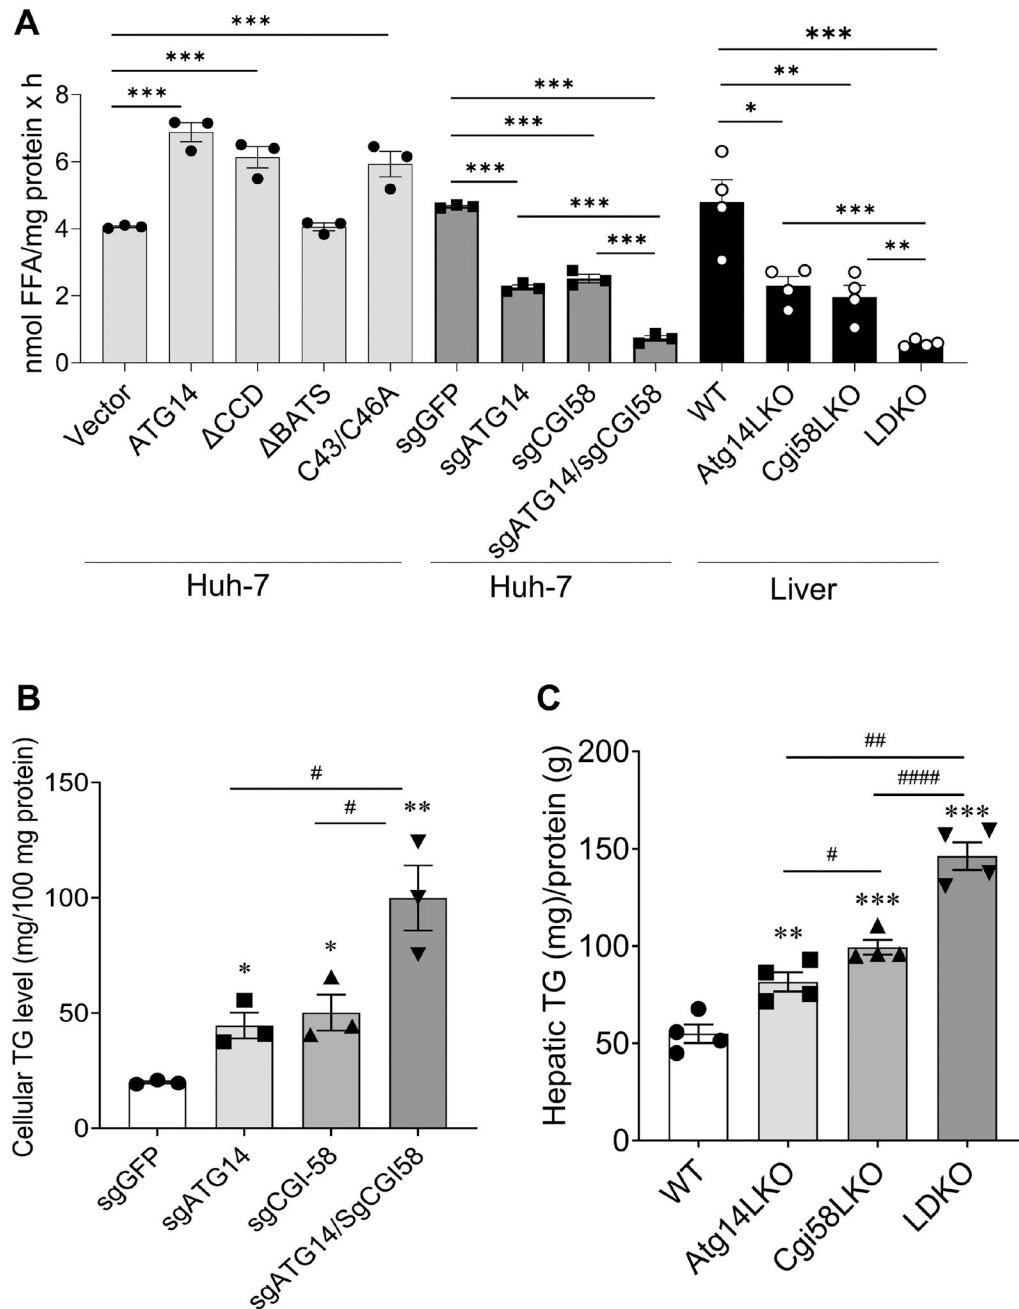 A
***
***
***
***
***
***
***
***
***
**
*
***
**
nmol FFA/mg protein x h
8
6
4
2
0
Vector
ATG14
ΔCCD
ΔBATS
C43/C46A
sgGFP
sgATG14
sgCGI58
sgATG14/sgCGI58
WT
Atg14LKO
Cgi58LKO
LDKO
Huh-7
Huh-7
Liver
B
Cellular TG level (mg/100 mg protein)
150
100
50
0
#
#
**
*
*
sgGFP
sgATG14
sgCGI-58
sgATG14/SgCGI58
C
Hepatic TG (mg)/protein (g)
200
150
100
50
0
##
####
***
#
***
**
WT
Atg14LKO
Cgi58LKO
LDKO